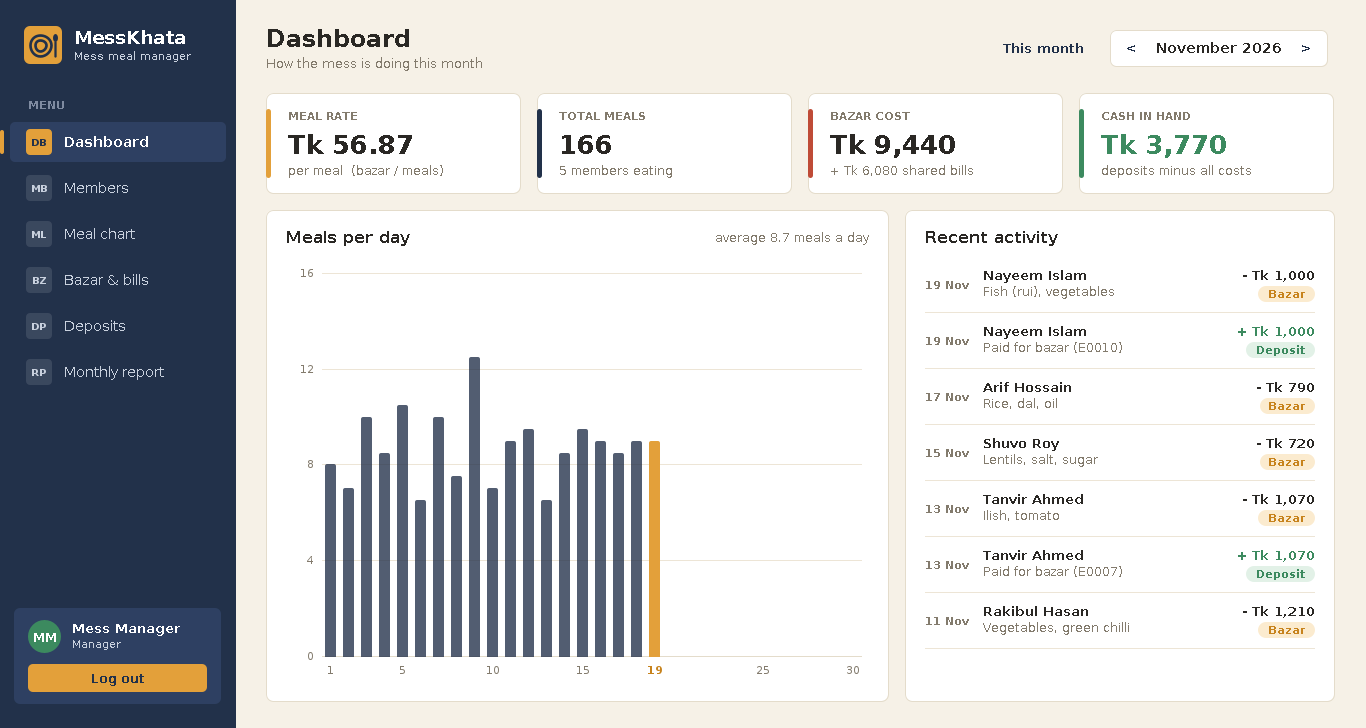 MessKhata
Mess meal manager
MENU
DB Dashboard
MB Members
ML Meal chart
BZ Bazar & bills
DP Deposits
RP Monthly report
MM Mess Manager
Manager
Log out
Dashboard
How the mess is doing this month
This month < November 2026 >
MEAL RATE
Tk 56.87
per meal (bazar / meals)
TOTAL MEALS
166
5 members eating
BAZAR COST
Tk 9,440
+ Tk 6,080 shared bills
CASH IN HAND
Tk 3,770
deposits minus all costs
Meals per day
average 8.7 meals a day
16
12
8
4
0
1 5 10 15 19 25 30
Recent activity
19 Nov Nayeem Islam - Tk 1,000
Fish (rui), vegetables Bazar
19 Nov Nayeem Islam + Tk 1,000
Paid for bazar (E0010) Deposit
17 Nov Arif Hossain - Tk 790
Rice, dal, oil Bazar
15 Nov Shuvo Roy - Tk 720
Lentils, salt, sugar Bazar
13 Nov Tanvir Ahmed - Tk 1,070
Ilish, tomato Bazar
13 Nov Tanvir Ahmed + Tk 1,070
Paid for bazar (E0007) Deposit
11 Nov Rakibul Hasan - Tk 1,210
Vegetables, green chilli Bazar